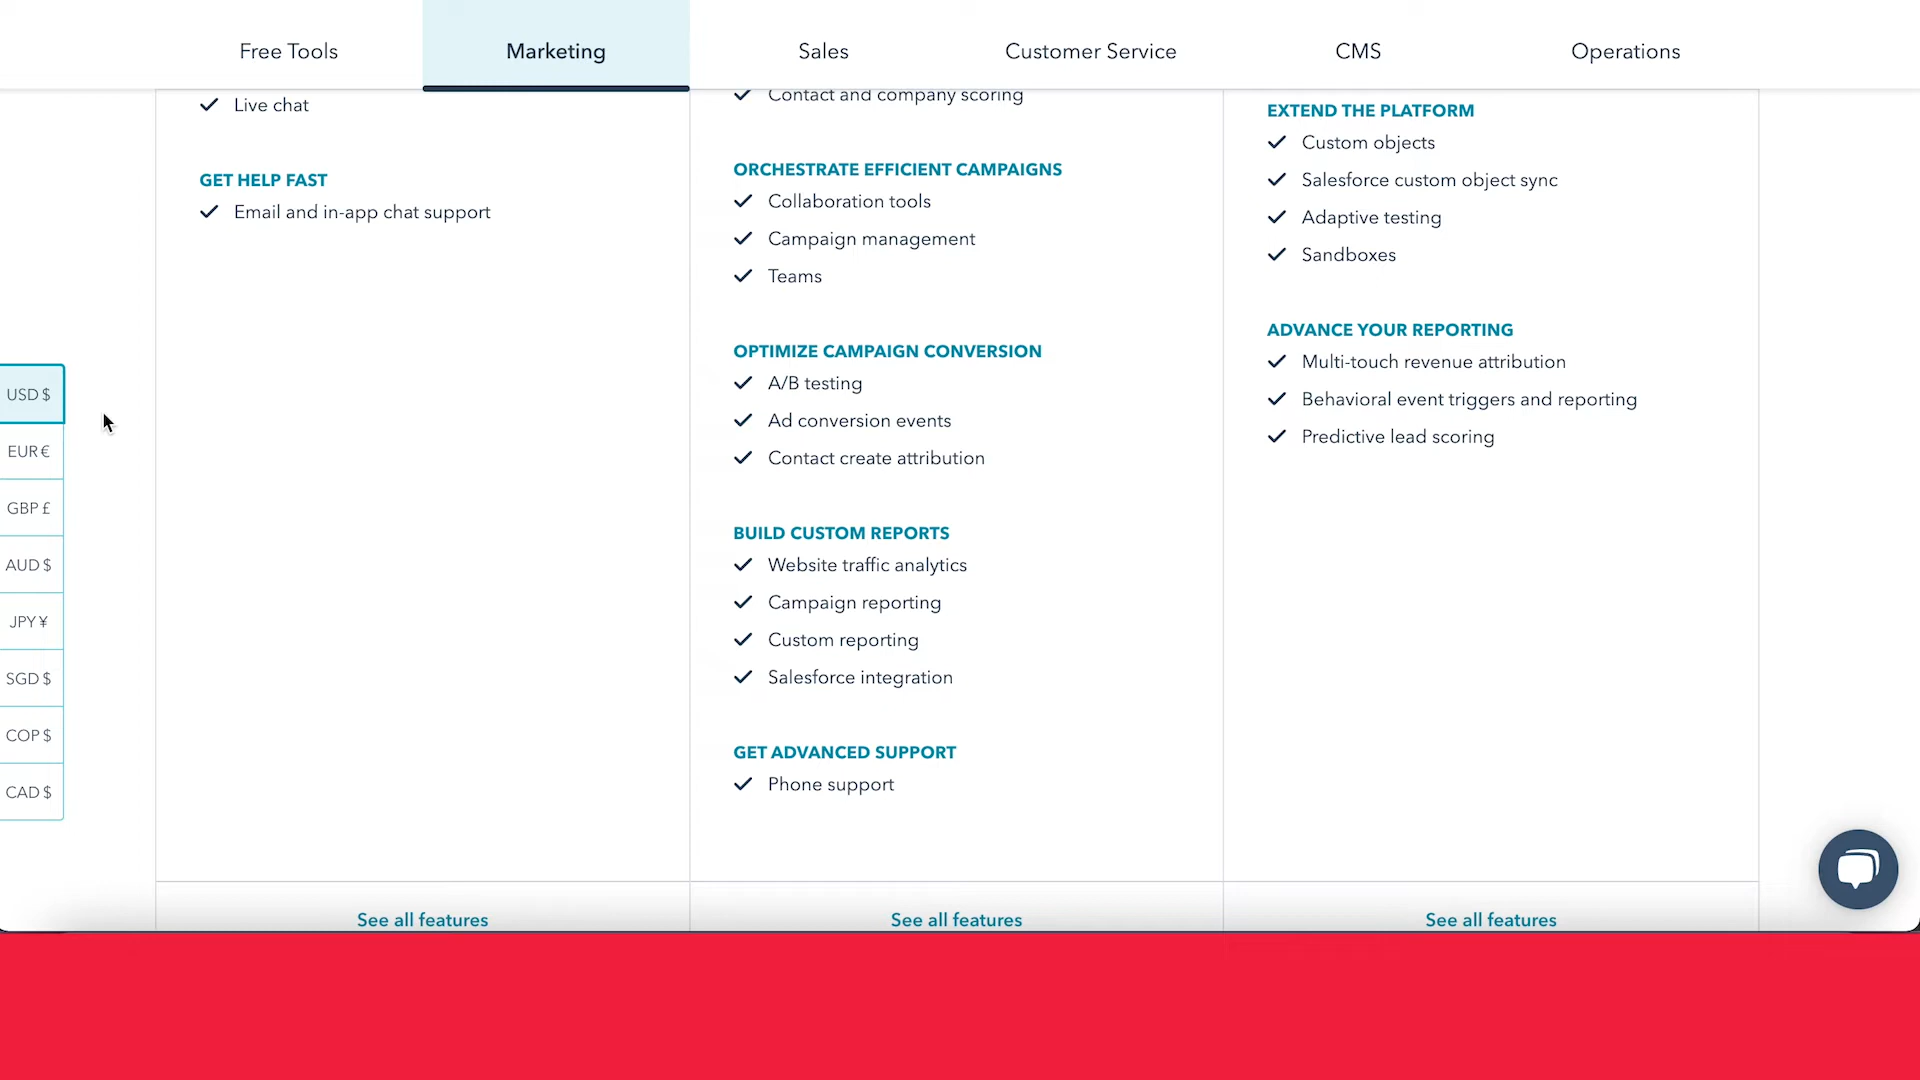 Free Tools
Marketing
Sales
Customer Service
CMS
Operations
Live chat
GET HELP FAST
Email and in-app chat support
Contact and company scoring
ORCHESTRATE EFFICIENT CAMPAIGNS
Collaboration tools
Campaign management
Teams
OPTIMIZE CAMPAIGN CONVERSION
A/B testing
Ad conversion events
Contact create attribution
BUILD CUSTOM REPORTS
Website traffic analytics
Campaign reporting
Custom reporting
Salesforce integration
GET ADVANCED SUPPORT
Phone support
EXTEND THE PLATFORM
Custom objects
Salesforce custom object sync
Adaptive testing
Sandboxes
ADVANCE YOUR REPORTING
Multi-touch revenue attribution
Behavioral event triggers and reporting
Predictive lead scoring
USD $
EUR €
GBP £
AUD $
JPY ¥
SGD $
COP $
CAD $
See all features
See all features
See all features